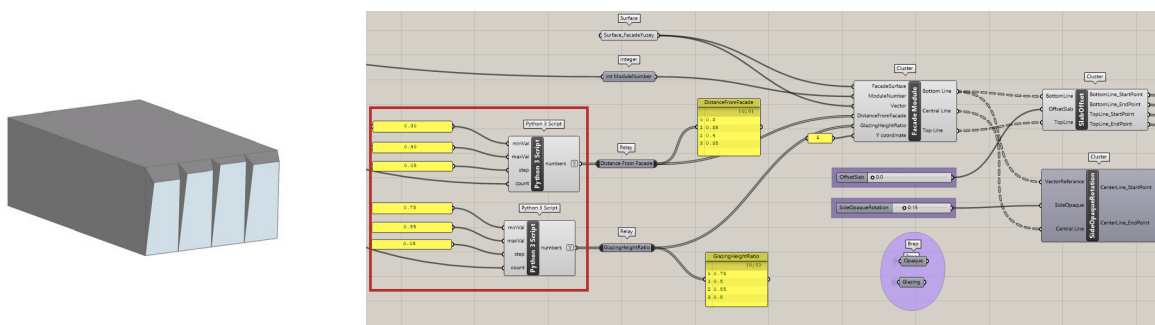 Surface
Surface_FacadeYuzey
Integer
int ModuleNumber
Cluster
FacadeSurface
ModuleNumber
Vector
DistanceFromFacade
GlazingHeightRatio
Y coordinate
Facade Module
Bottom Line
Central Line
Top Line
Cluster
BottomLine
OffsetSlab
TopLine
SlabOffset
BottomLine_StartPoint
BottomLine_EndPoint
TopLine_StartPoint
TopLine_EndPoint
DistanceFromFacade
{0;0}
0 0.3
1 0.35
2 0.4
3 0.35
Python 3 Script
0.30
0.40
0.05
minVal
maxVal
step
count
Python 3 Script
numbers
Relay
Distance From Facade
1
OffsetSlab
0.0
Cluster
VectorReferance
SideOpaque
Central Line
SideOpaqueRotation
CenterLine_StartPoint
CenterLine_EndPoint
SideOpaqueRotation
0.15
Python 3 Script
0.75
0.05
minVal
maxVal
step
count
Python 3 Script
numbers
Relay
GlazingHeightRatio
GlazingHeightRatio
{0;0}
0 0.75
1 0.8
2 0.85
3 0.8
Brep
Opaque
Glazing